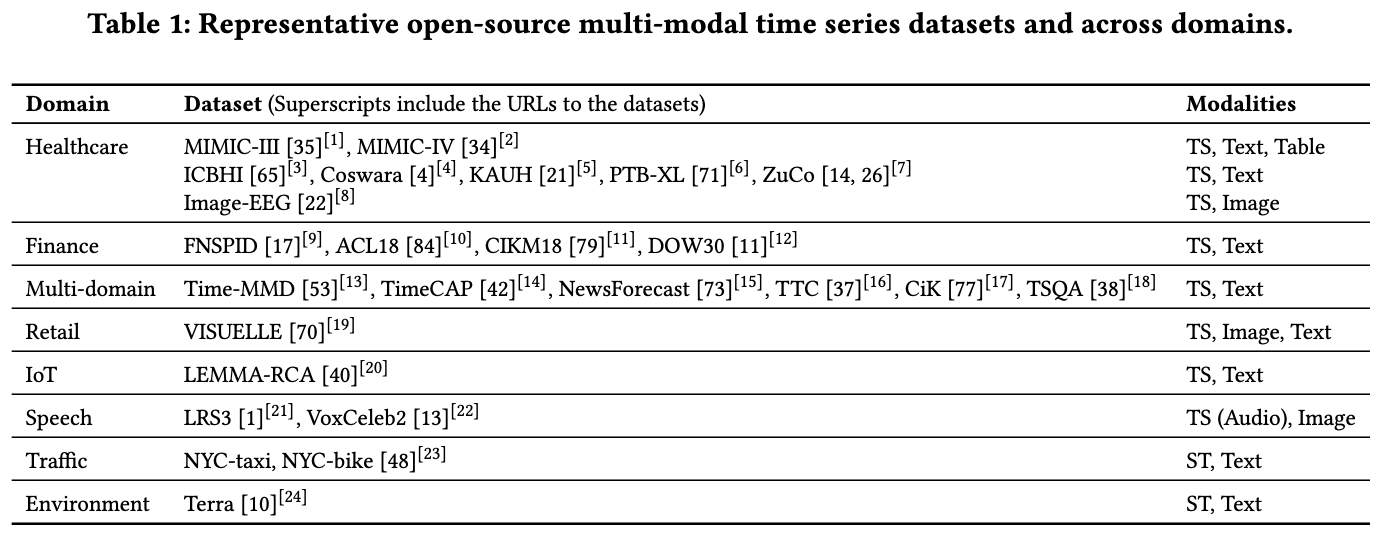 Table 1: Representative open-source multi-modal time series datasets and across domains.
Domain Dataset (Superscripts include the URLs to the datasets) Modalities
Healthcare MIMIC-III [35][1], MIMIC-IV [34][2] TS, Text, Table
ICBHI [65][3], Coswara [4][4], KAUH [21][5], PTB-XL [71][6], ZuCo [14, 26][7] TS, Text
Image-EEG [22][8] TS, Image
Finance FNSPID [17][9], ACL18 [84][10], CIKM18 [79][11], DOW30 [11][12] TS, Text
Multi-domain Time-MMD [53][13], TimeCAP [42][14], NewsForecast [73][15], TTC [37][16], CiK [77][17], TSQA [38][18] TS, Text
Retail VISUELLE [70][19] TS, Image, Text
IoT LEMMA-RCA [40][20] TS, Text
Speech LRS3 [1][21], VoxCeleb2 [13][22] TS (Audio), Image
Traffic NYC-taxi, NYC-bike [48][23] ST, Text
Environment Terra [10][24] ST, Text